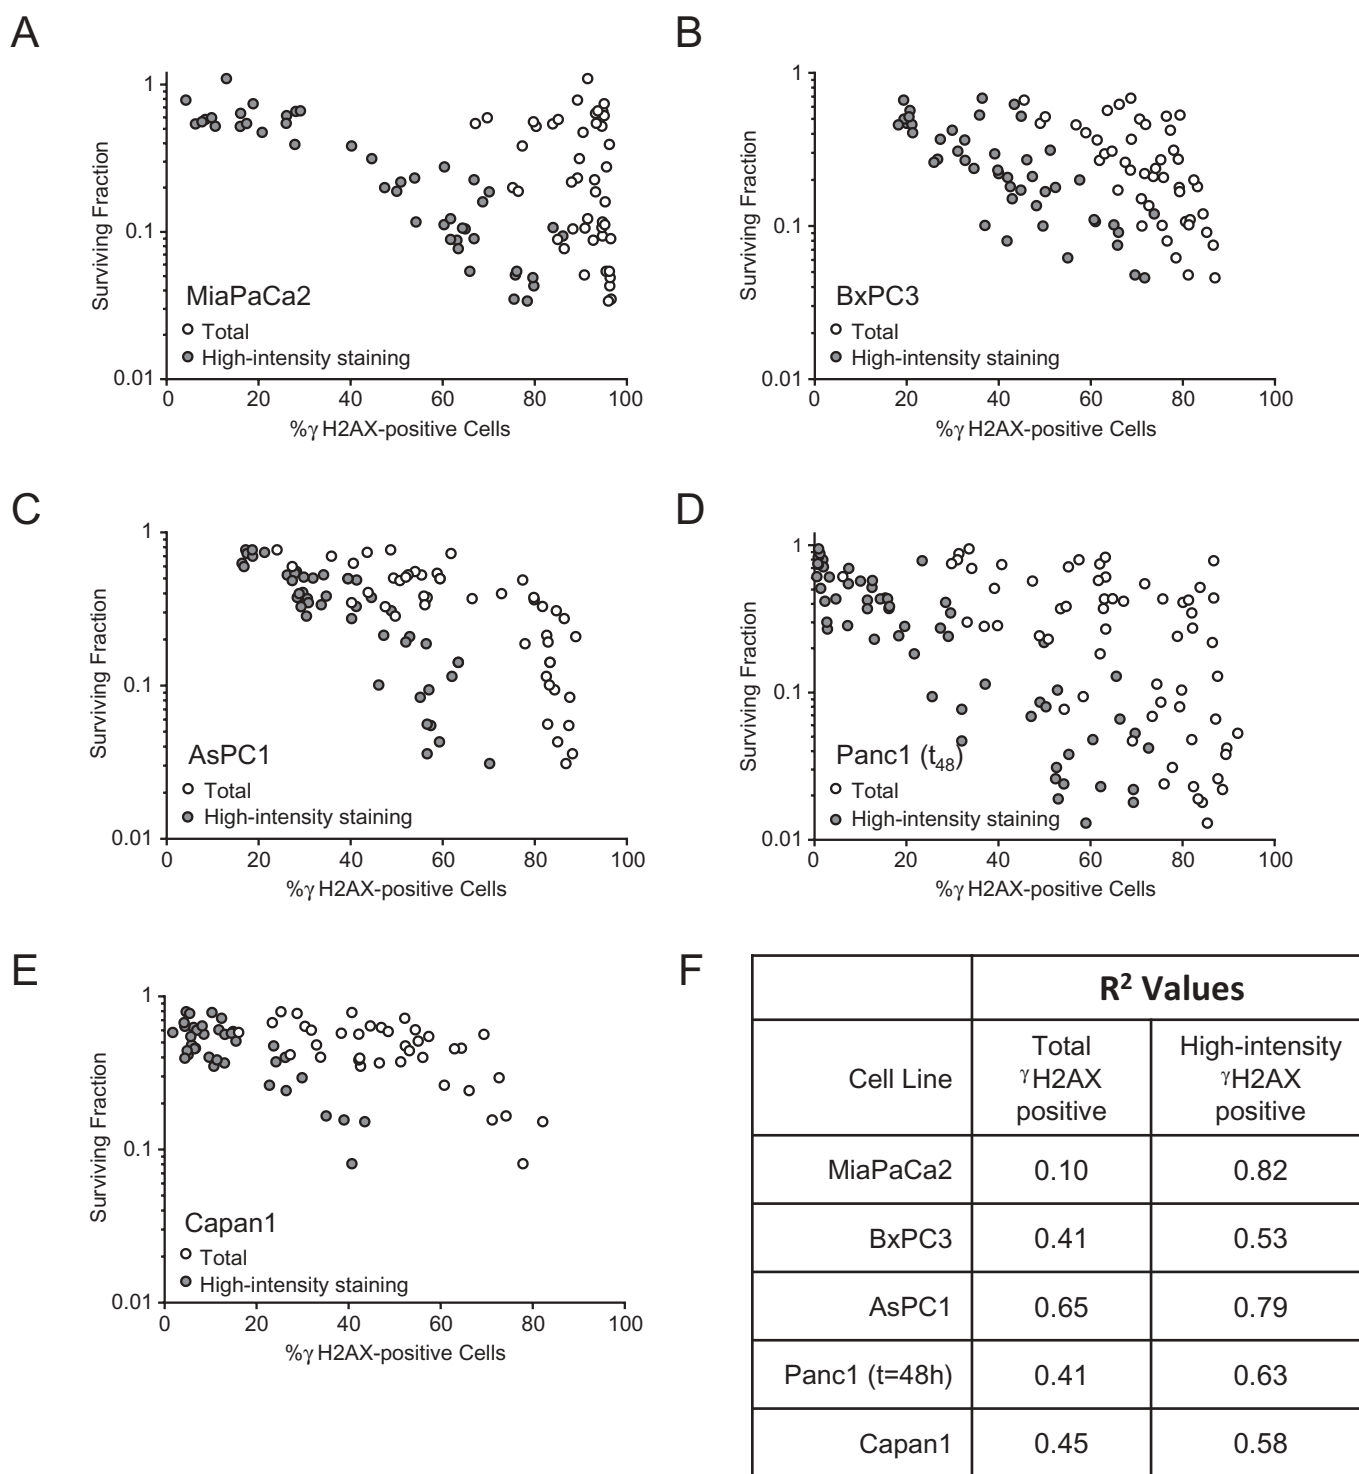 A
Surviving Fraction
1
0.1
0.01
MiaPaCa2
Total
High-intensity staining
0 20 40 60 80 100
%γ H2AX-positive Cells
B
Surviving Fraction
1
0.1
0.01
BxPC3
Total
High-intensity staining
0 20 40 60 80 100
%γ H2AX-positive Cells
C
Surviving Fraction
1
0.1
0.01
AsPC1
Total
High-intensity staining
0 20 40 60 80 100
%γ H2AX-positive Cells
D
Surviving Fraction
1
0.1
0.01
Panc1 (t48)
Total
High-intensity staining
0 20 40 60 80 100
%γ H2AX-positive Cells
E
Surviving Fraction
1
0.1
0.01
Capan1
Total
High-intensity staining
0 20 40 60 80 100
%γ H2AX-positive Cells
F
R² Values
Cell Line
Total
γH2AX
positive
High-intensity
γH2AX
positive
MiaPaCa2 0.10 0.82
BxPC3 0.41 0.53
AsPC1 0.65 0.79
Panc1 (t=48h) 0.41 0.63
Capan1 0.45 0.58